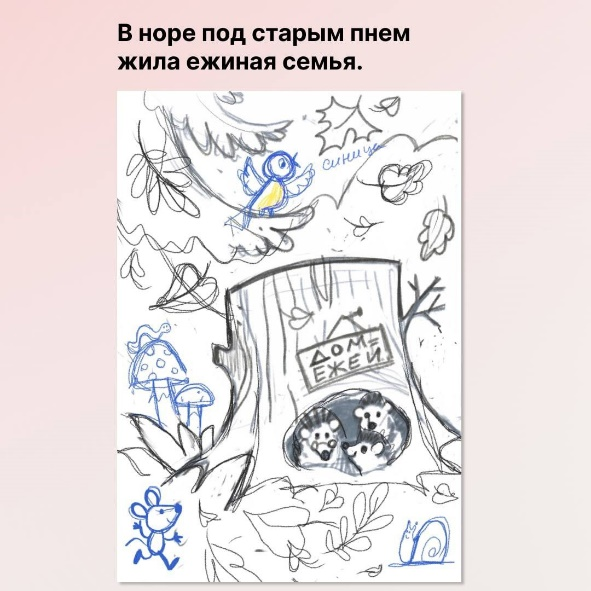 В норе под старым пнем
жила ежиная семья.
синица
ДОМ
ЕЖЕЙ